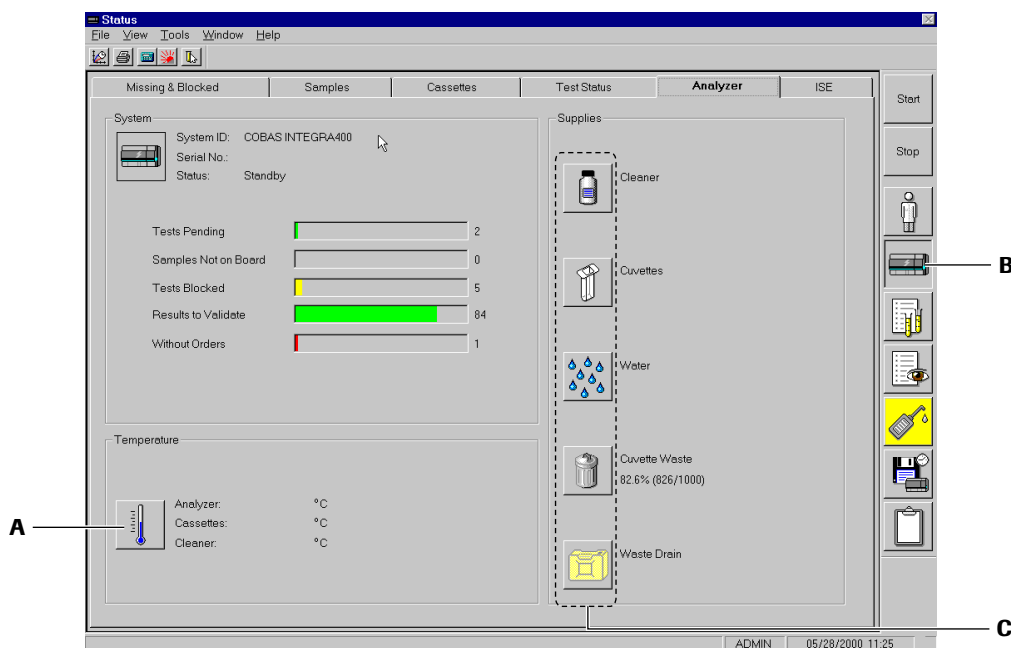 Status
File View Tools Window Help
Missing & Blocked Samples Cassettes Test Status Analyzer ISE
System
System ID: COBAS INTEGRA400
Serial No.:
Status: Standby
Tests Pending 2
Samples Not on Board 0
Tests Blocked 5
Results to Validate 84
Without Orders 1
Temperature
Analyzer: °C
Cassettes: °C
Cleaner: °C
Supplies
Cleaner
Cuvettes
Water
Cuvette Waste
82.6% (826/1000)
Waste Drain
Start
Stop
A
B
C
ADMIN 05/28/2000 11:25